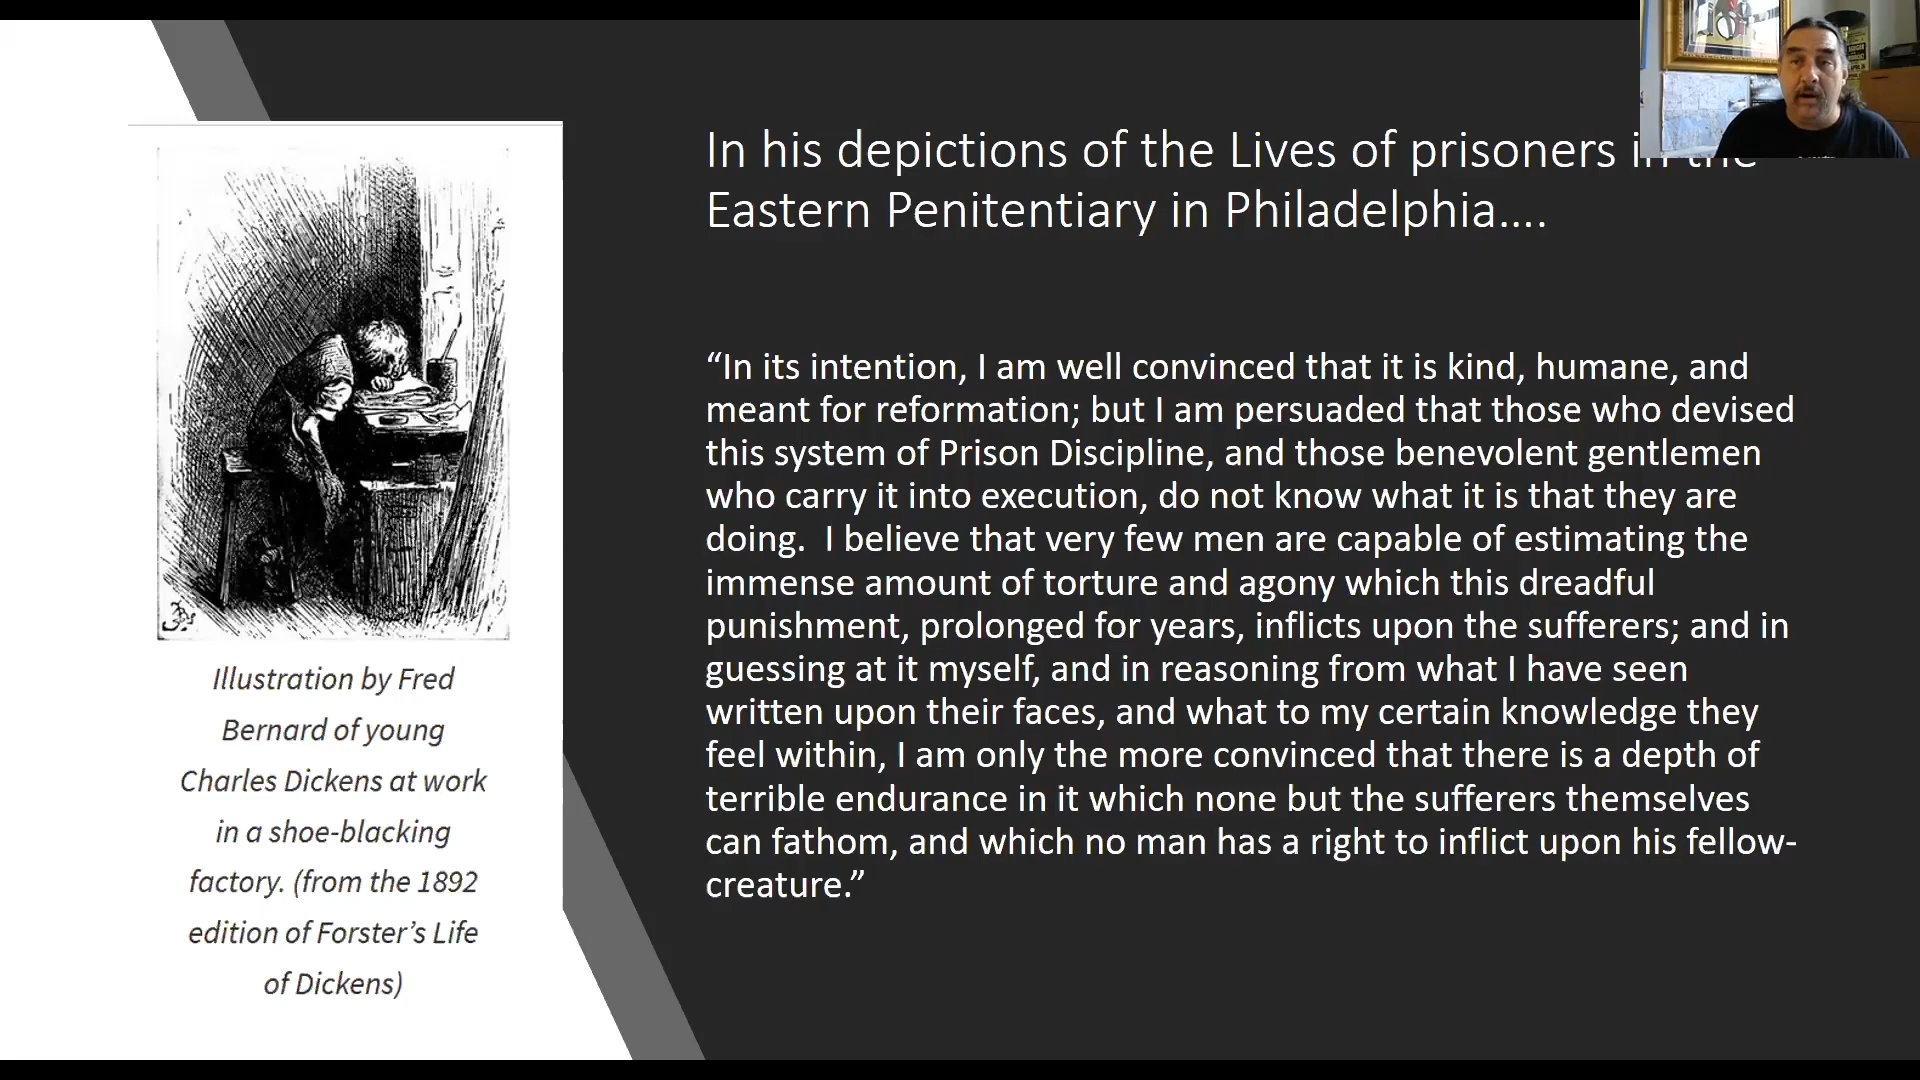 In his depictions of the Lives of prisoners in the
Eastern Penitentiary in Philadelphia....
“In its intention, I am well convinced that it is kind, humane, and
meant for reformation; but I am persuaded that those who devised
this system of Prison Discipline, and those benevolent gentlemen
who carry it into execution, do not know what it is that they are
doing.  I believe that very few men are capable of estimating the
immense amount of torture and agony which this dreadful
punishment, prolonged for years, inflicts upon the sufferers; and in
guessing at it myself, and in reasoning from what I have seen
written upon their faces, and what to my certain knowledge they
feel within, I am only the more convinced that there is a depth of
terrible endurance in it which none but the sufferers themselves
can fathom, and which no man has a right to inflict upon his fellow-
creature.”
Illustration by Fred
Bernard of young
Charles Dickens at work
in a shoe-blacking
factory. (from the 1892
edition of Forster’s Life
of Dickens)